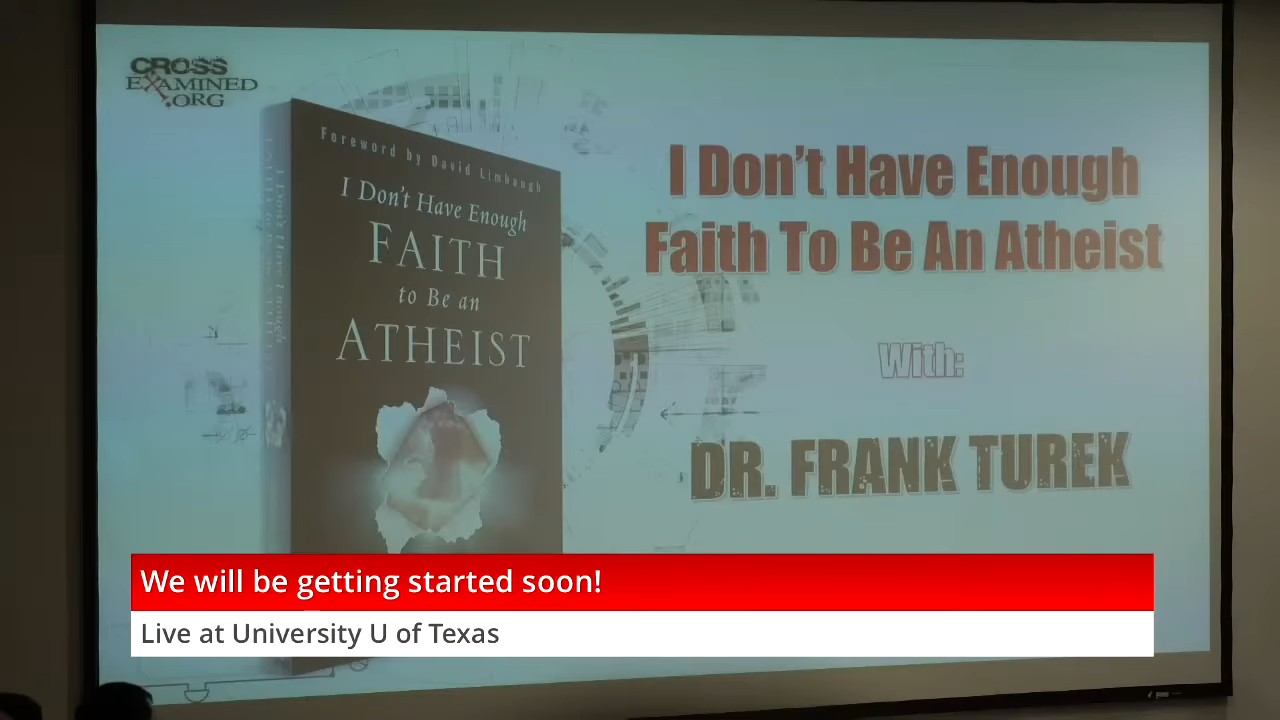 CROSS
EXAMINED
.ORG
Foreword by David Limbaugh
I Don't Have Enough
FAITH
to Be an
ATHEIST
I Don't Have Enough
Faith To Be An Atheist
With:
DR. FRANK TUREK
We will be getting started soon!
Live at University U of Texas